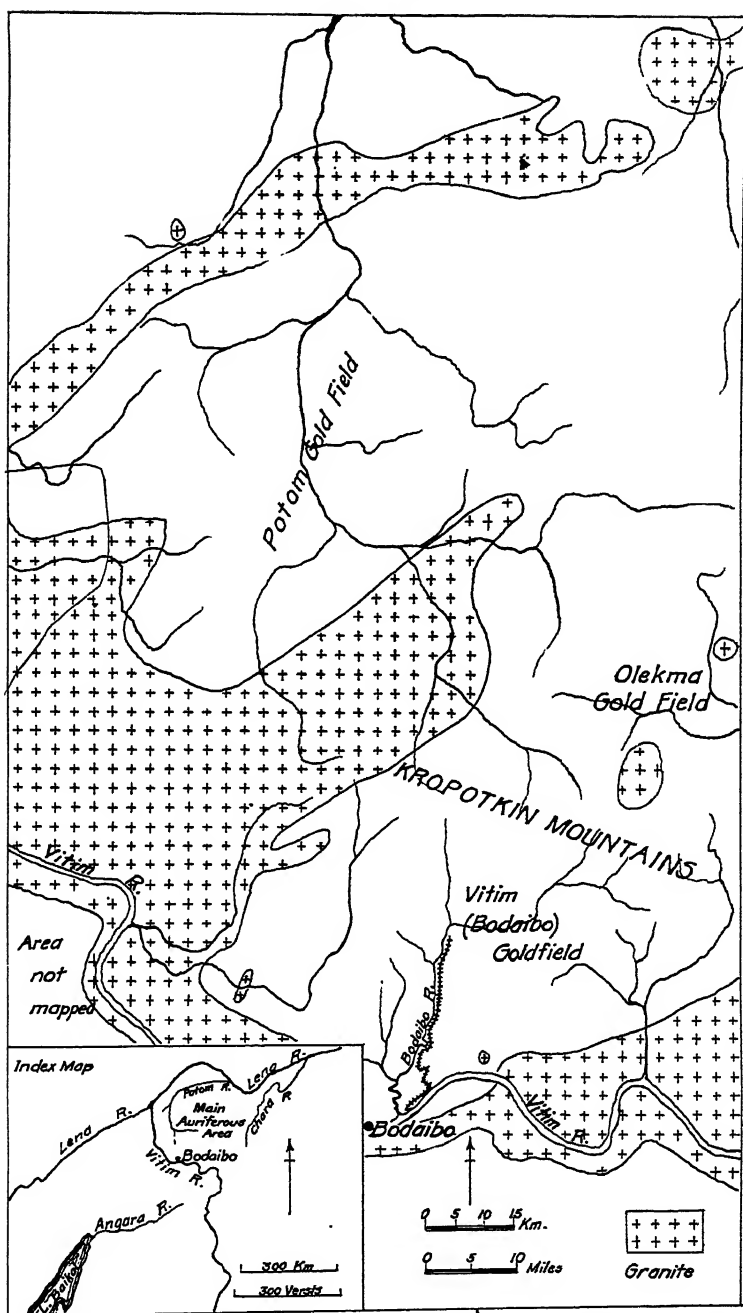 Potom Gold Field
Olekma
Gold Field
KROPOTKIN MOUNTAINS
Vitim
R.
Area
not
mapped
Vitim
(Bodaibo)
Goldfield
Bodaibo R.
Vitim
R.
Bodaibo
Index Map
Lena R.
Potom R.
Lena R.
Chara R.
Main
Auriferous
Area
Bodaibo
Vitim R.
Angara R.
L. Baikal
300 Km
300 Versts
0 5 10 15
Km.
0 5 10
Miles
Granite